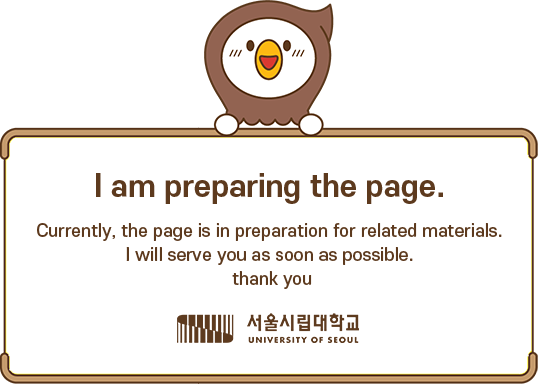 I am preparing the page.
Currently, the page is in preparation for related materials.
I will serve you as soon as possible.
thank you
서울시립대학교
UNIVERSITY OF SEOUL